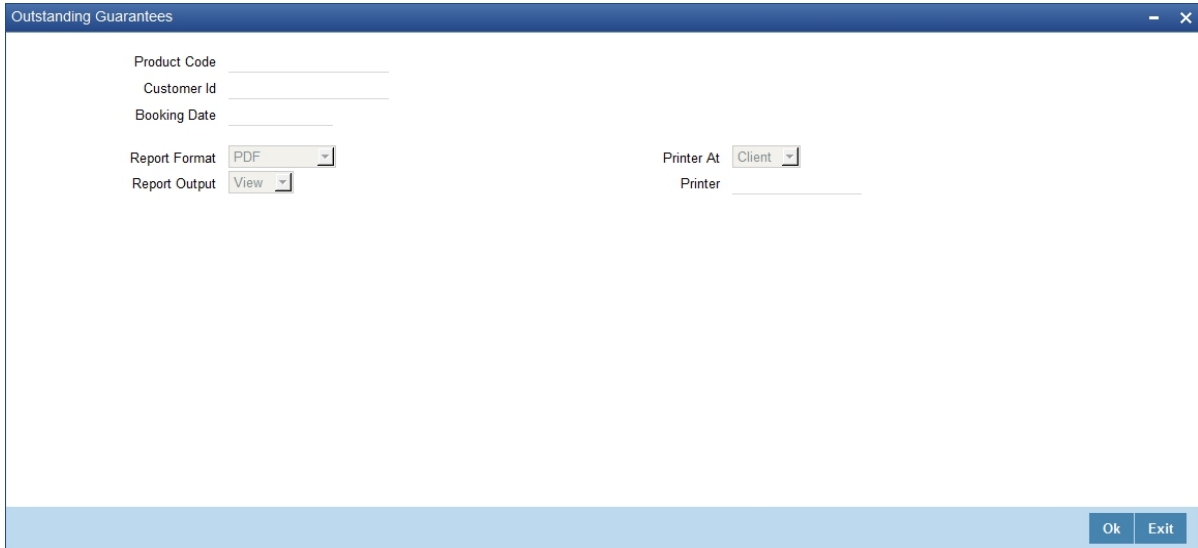 Outstanding Guarantees
Product Code
Customer Id
Booking Date
Report Format PDF Printer At Client
Report Output View Printer
Ok Exit